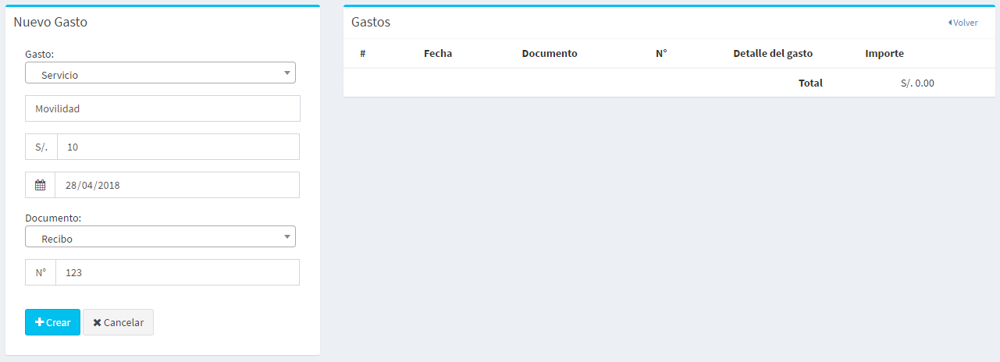 Nuevo Gasto
Gasto:
Servicio
Movilidad
S/. 10
28/04/2018
Documento:
Recibo
N° 123
Crear Cancelar
Gastos Volver
# Fecha Documento N° Detalle del gasto Importe
Total S/. 0.00